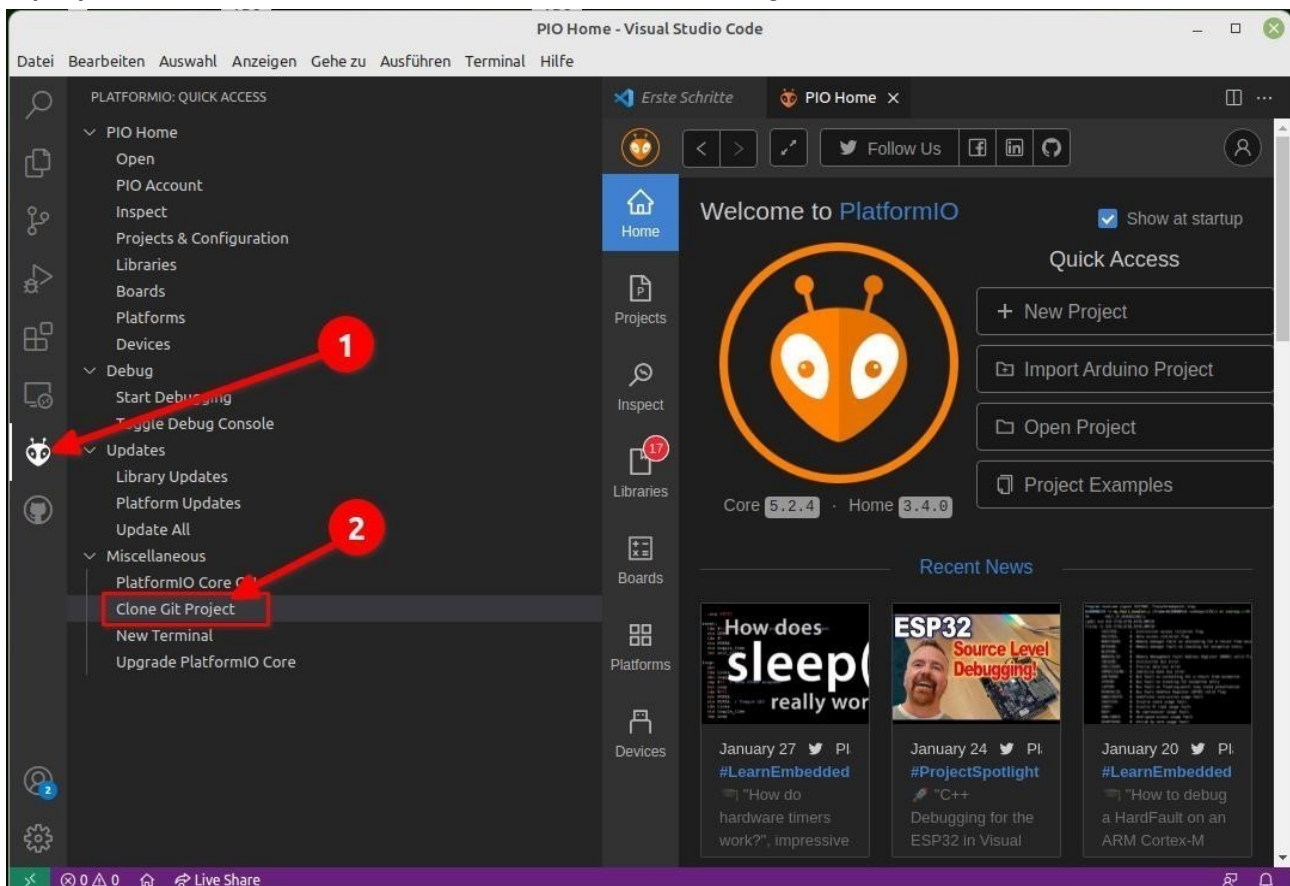 PIO Home - Visual Studio Code
Datei Bearbeiten Auswahl Anzeigen Gehe zu Ausführen Terminal Hilfe
PLATFORMIO: QUICK ACCESS
PIO Home
Open
PIO Account
Inspect
Projects & Configuration
Libraries
Boards
Platforms
Devices
Debug
Start Debugging
Toggle Debug Console
Updates
Library Updates
Platform Updates
Update All
Miscellaneous
PlatformIO Core
Clone Git Project
New Terminal
Upgrade PlatformIO Core
1
2
2
Erste Schritte
PIO Home
Follow Us
Home
Projects
Inspect
17
Libraries
Boards
Platforms
Devices
Welcome to PlatformIO
Show at startup
Quick Access
New Project
Import Arduino Project
Open Project
Project Examples
Core 5.2.4 · Home 3.4.0
Recent News
How does
sleep(
really wor
January 27 Pl
#LearnEmbedded
"How do
hardware timers
work?", impressive
ESP32
Source Level
Debugging!
January 24 Pl
#ProjectSpotlight
"C++
Debugging for the
ESP32 in Visual
January 20 Pl
#LearnEmbedded
"How to debug
a HardFault on an
ARM Cortex-M
0 0 Live Share